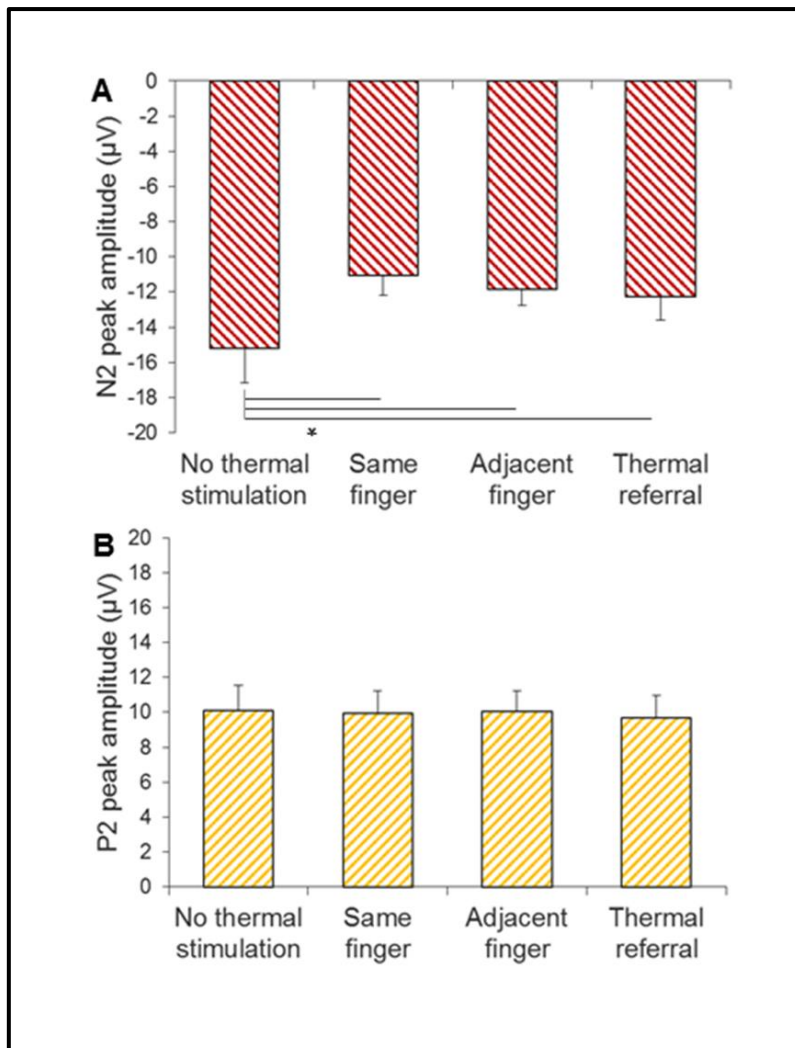 A
N2 peak amplitude (µV)
0
-2
-4
-6
-8
-10
-12
-14
-16
-18
-20
*
No thermal stimulation
Same finger
Adjacent finger
Thermal referral
B
P2 peak amplitude (µV)
20
18
16
14
12
10
8
6
4
2
0
No thermal stimulation
Same finger
Adjacent finger
Thermal referral